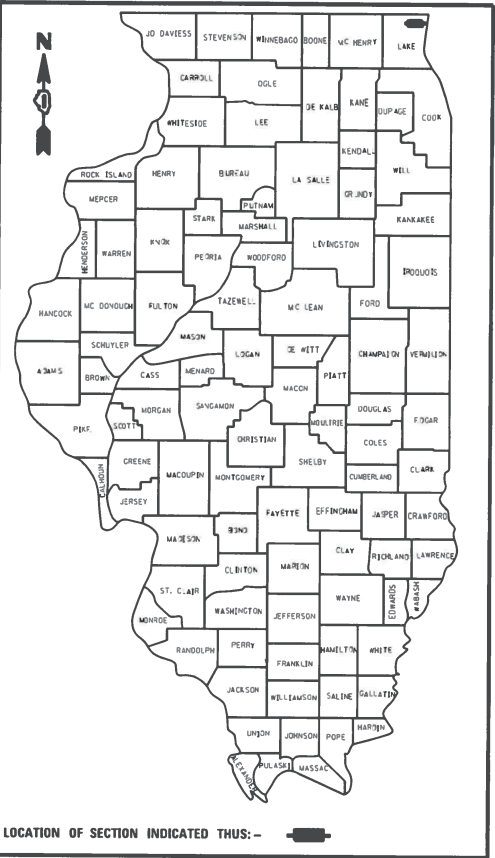 N
JO DAVIESS STEVENSON WINNEBAGO BOONE MC HENRY LAKE
CARROLL OGLE DE KALB KANE DUPAGE COOK
WHITESIDE LEE
KENDALL WILL
ROCK ISLAND HENRY BUREAU LA SALLE GRUNDY
MERCER PUTNAM KANKAKEE
STARK MARSHALL
HENDERSON WARREN KNOX PEORIA WOODFORD LIVINGSTON IROQUOIS
HANCOCK MC DONOUGH FULTON TAZEWELL MC LEAN FORD
SCHUYLER MASON LOGAN DE WITT CHAMPAION VERMILION
ADAMS BROWN CASS MENARD MACON PIATT
PIKE SCOTT MORGAN SANGAMON MOULTRIE DOUGLAS EDGAR
CHRISTIAN COLES
CALHOUN GREENE MACOUPIN MONTGOMERY SHELBY CUMBERLAND CLARK
JERSEY FAYETTE EFFINGHAM JASPER CRAWFORD
MADISON BOND
CLINTON MARION CLAY RICHLAND LAWRENCE
ST. CLAIR WASHINGTON WAYNE EDWARDS WABASH
MONROE JEFFERSON
RANDOLPH PERRY HAMILTON WHITE
FRANKLIN
JACKSON WILLIAMSON SALINE GALLATIN
UNION JOHNSON POPE HARDIN
ALEXANDER PULASKI MASSAC
LOCATION OF SECTION INDICATED THUS:-